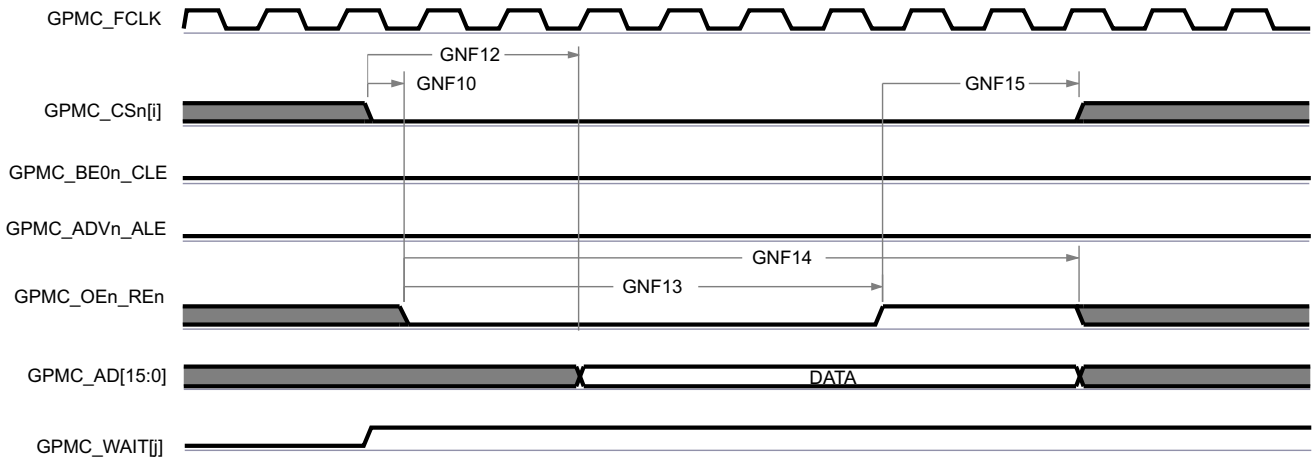 GPMC_FCLK
GNF12
GNF10
GNF15
GPMC_CSn[i]
GPMC_BE0n_CLE
GPMC_ADVn_ALE
GNF14
GNF13
GPMC_OEn_REn
GPMC_AD[15:0]
DATA
GPMC_WAIT[j]